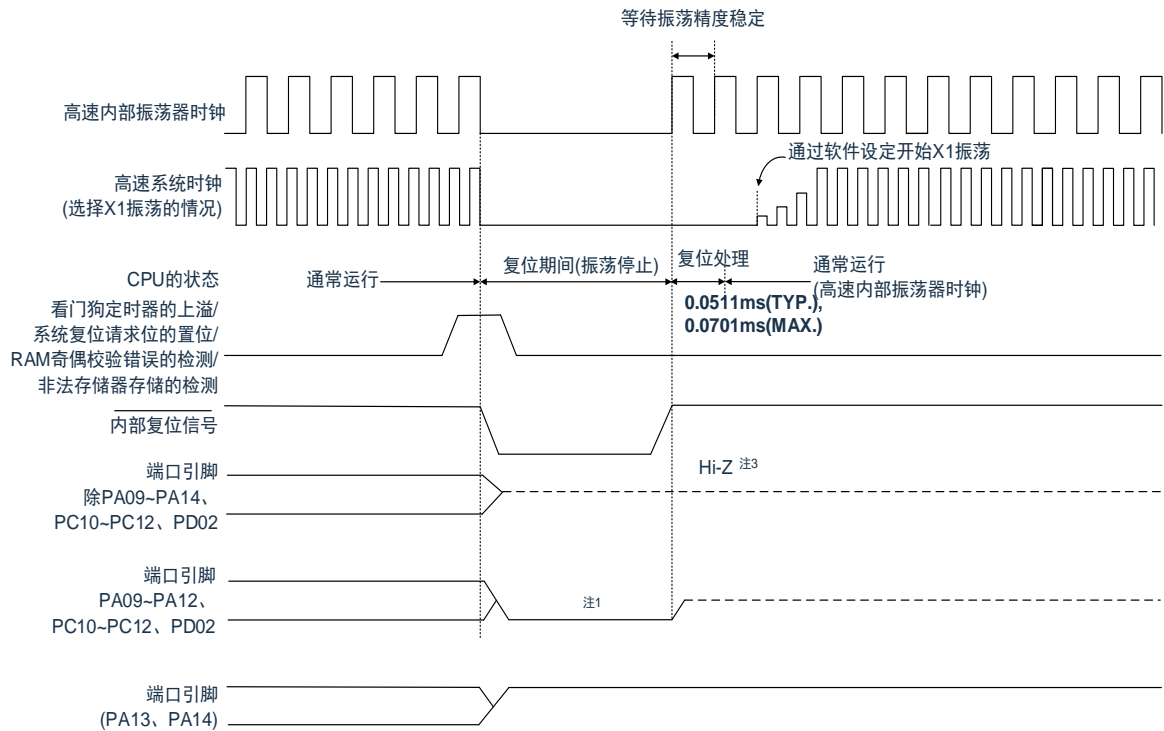 等待振荡精度稳定
高速内部振荡器时钟
通过软件设定开始X1振荡
高速系统时钟
(选择X1振荡的情况)
CPU的状态
通常运行
复位期间(振荡停止)
复位处理
通常运行
(高速内部振荡器时钟)
0.0511ms(TYP.),
0.0701ms(MAX.)
看门狗定时器的上溢/
系统复位请求位的置位/
RAM奇偶校验错误的检测/
非法存储器存储的检测
内部复位信号
端口引脚
除PA09~PA14、
PC10~PC12、PD02
Hi-Z 注3
端口引脚
PA09~PA12、
PC10~PC12、PD02
注1
端口引脚
(PA13、PA14)